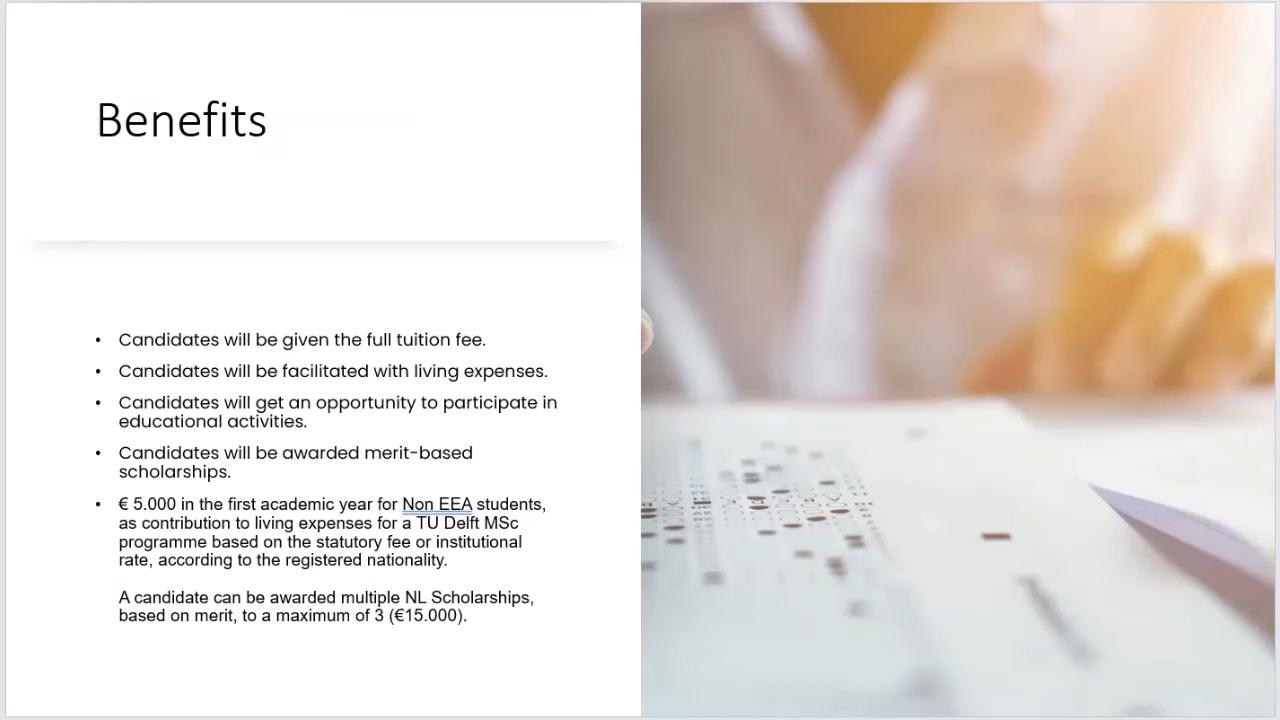 Benefits
• Candidates will be given the full tuition fee.
• Candidates will be facilitated with living expenses.
• Candidates will get an opportunity to participate in
educational activities.
• Candidates will be awarded merit-based
scholarships.
• € 5.000 in the first academic year for Non EEA students,
as contribution to living expenses for a TU Delft MSc
programme based on the statutory fee or institutional
rate, according to the registered nationality.
A candidate can be awarded multiple NL Scholarships,
based on merit, to a maximum of 3 (€15.000).